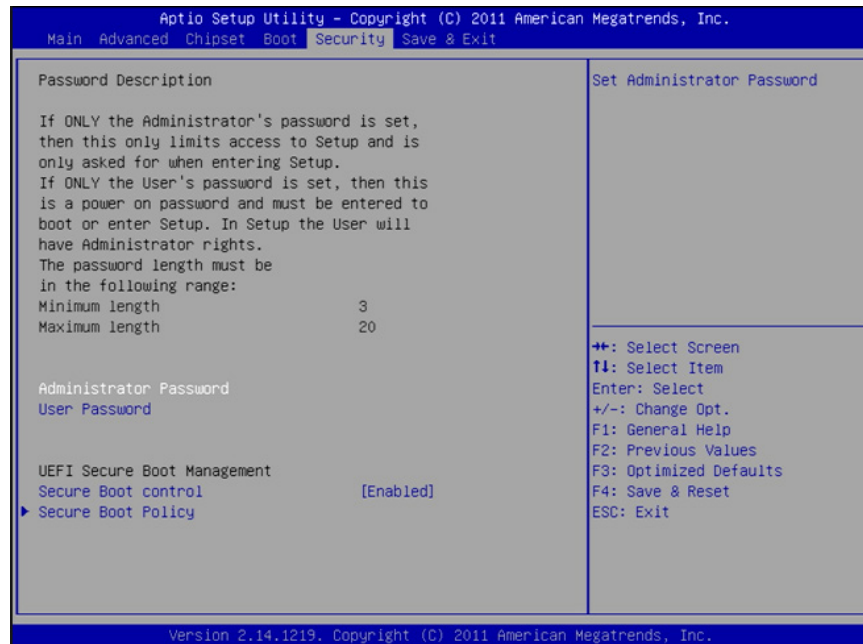 Aptio Setup Utility – Copyright (C) 2011 American Megatrends, Inc.
Main Advanced Chipset Boot Security Save & Exit
Password Description
If ONLY the Administrator's password is set,
then this only limits access to Setup and is
only asked for when entering Setup.
If ONLY the User's password is set, then this
is a power on password and must be entered to
boot or enter Setup. In Setup the User will
have Administrator rights.
The password length must be
in the following range:
Minimum length 3
Maximum length 20
Administrator Password
User Password
UEFI Secure Boot Management
Secure Boot control [Enabled]
Secure Boot Policy
Set Administrator Password
→←: Select Screen
↑↓: Select Item
Enter: Select
+/-: Change Opt.
F1: General Help
F2: Previous Values
F3: Optimized Defaults
F4: Save & Reset
ESC: Exit
Version 2.14.1219. Copyright (C) 2011 American Megatrends, Inc.